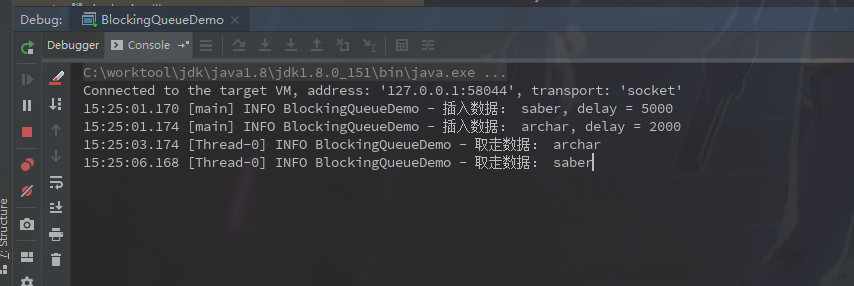 Debug: BlockingQueueDemo ×
Debugger Console
C:\worktool\jdk\java1.8\jdk1.8.0_151\bin\java.exe ...
Connected to the target VM, address: '127.0.0.1:58044', transport: 'socket'
15:25:01.170 [main] INFO BlockingQueueDemo - 插入数据： saber, delay = 5000
15:25:01.174 [main] INFO BlockingQueueDemo - 插入数据： archar, delay = 2000
15:25:03.174 [Thread-0] INFO BlockingQueueDemo - 取走数据： archar
15:25:06.168 [Thread-0] INFO BlockingQueueDemo - 取走数据： saber
7: Structure